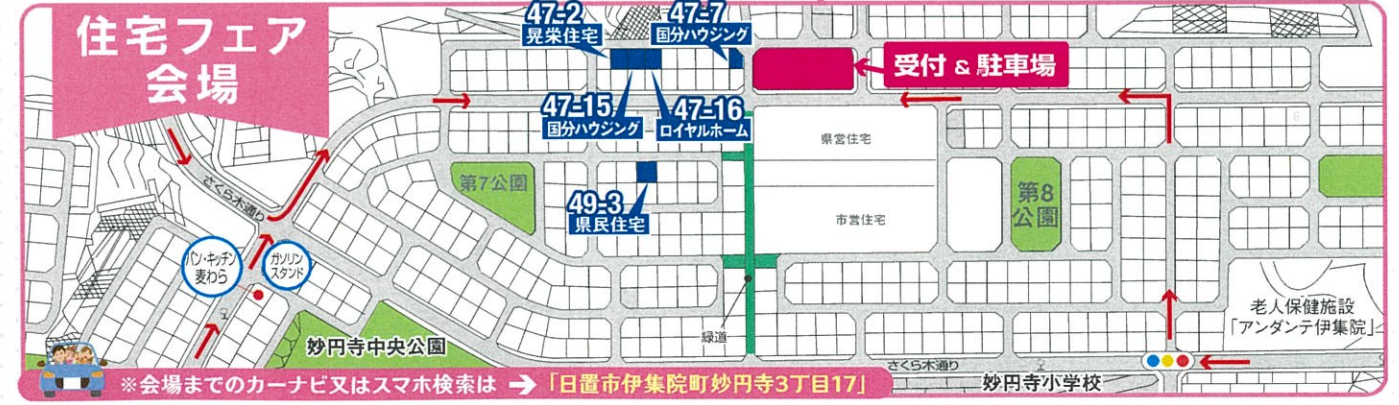 住宅フェア
会場
47-2
晃栄住宅
47-7
国分ハウジング
受付 & 駐車場
47-15
国分ハウジング
47-16
ロイヤルホーム
県営住宅
第7公園
49-3
県民住宅
市営住宅
第8
公園
さくら木通り
パン・キッチン
麦わら
ガソリン
スタンド
老人保健施設
「アンダンテ伊集院」
緑道
妙円寺中央公園
さくら木通り
妙円寺小学校
※会場までのカーナビ又はスマホ検索は ➔ 「日置市伊集院町妙円寺3丁目17」